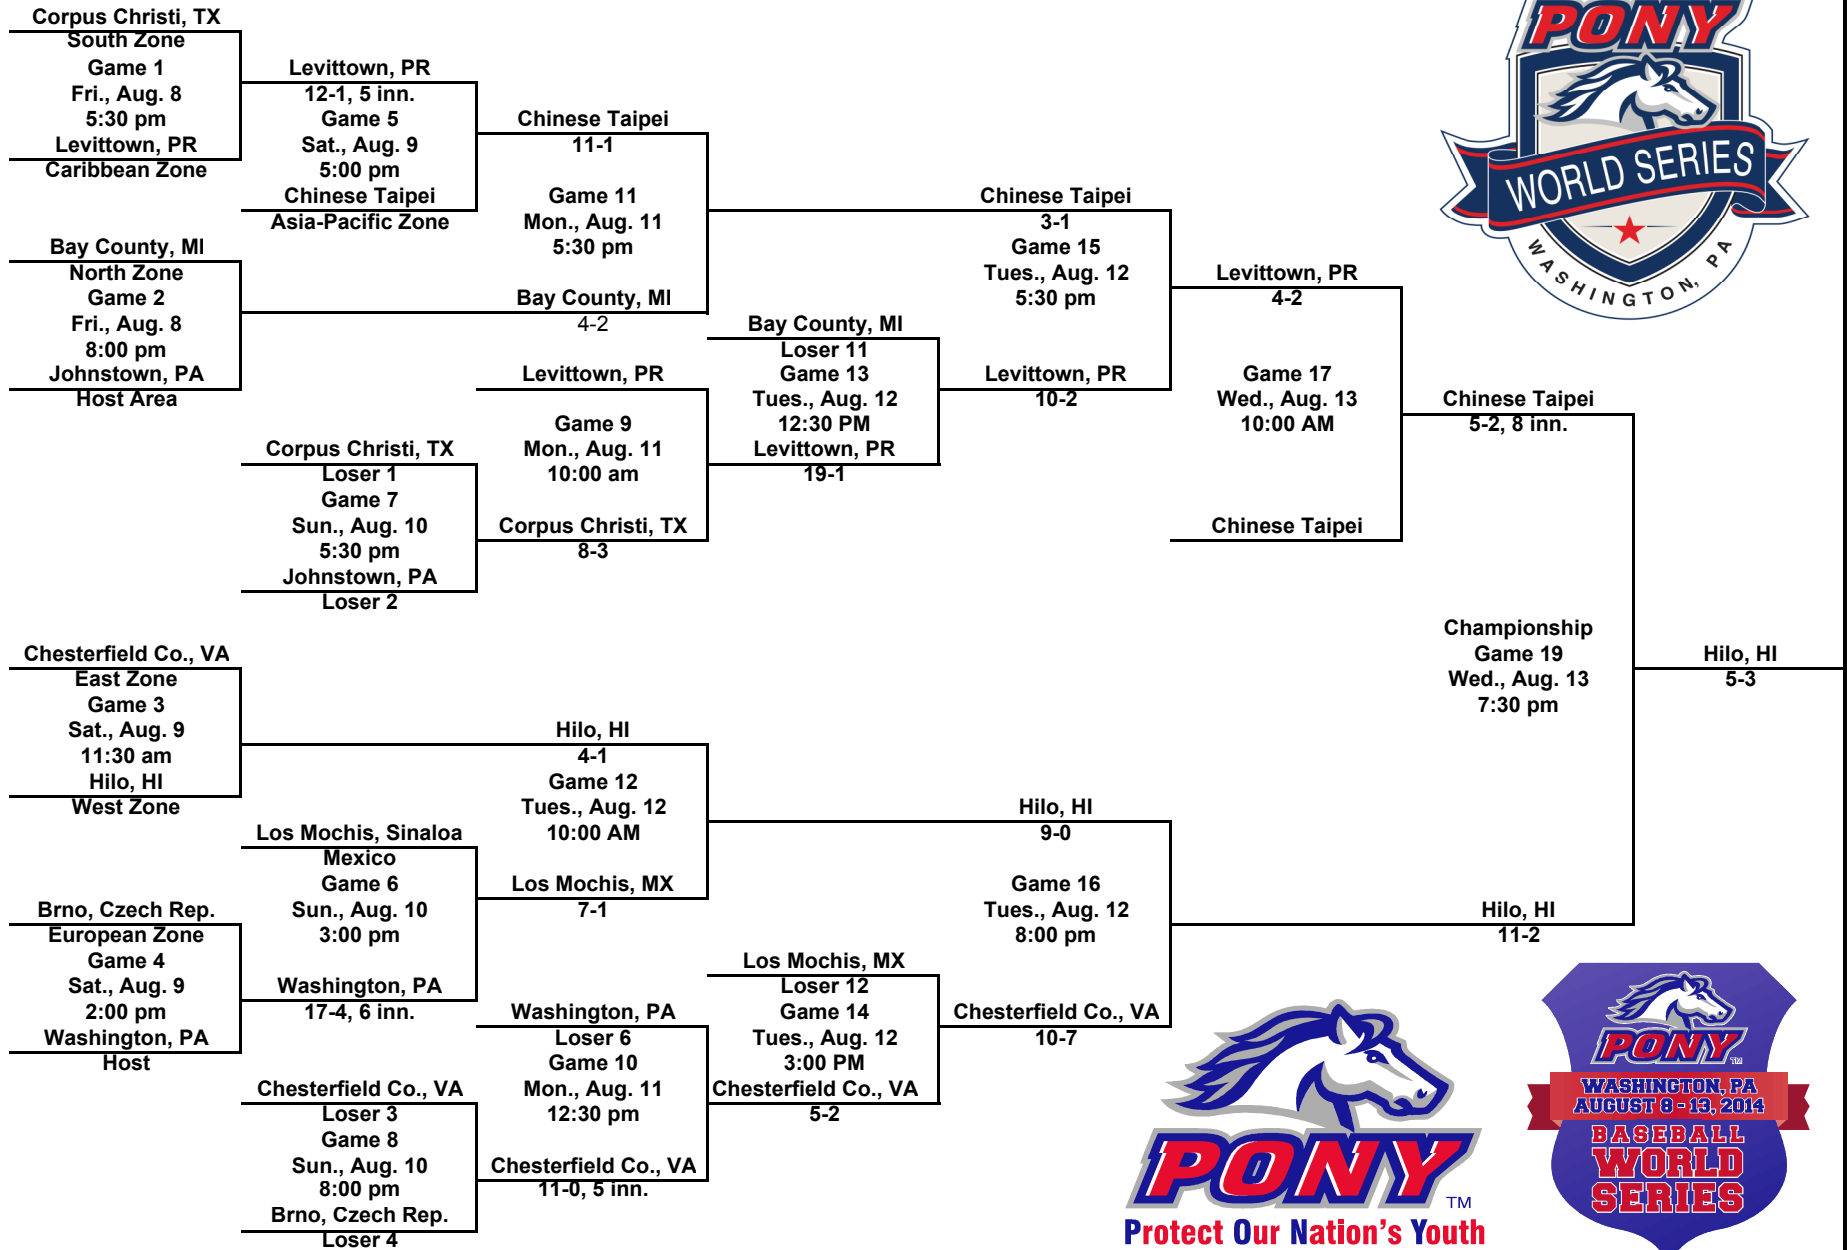 Corpus Christi, TX
South Zone
Game 1
Fri., Aug. 8
5:30 pm
Levittown, PR
Caribbean Zone
Bay County, MI
North Zone
Game 2
Fri., Aug. 8
8:00 pm
Johnstown, PA
Host Area
Levittown, PR
12-1, 5 inn.
Game 5
Sat., Aug. 9
5:00 pm
Chinese Taipei
Asia-Pacific Zone
Corpus Christi, TX
Loser 1
Game 7
Sun., Aug. 10
5:30 pm
Johnstown, PA
Loser 2
Chinese Taipei
11-1
Game 11
Mon., Aug. 11
5:30 pm
Bay County, MI
4-2
Levittown, PR
Game 9
Mon., Aug. 11
10:00 am
Corpus Christi, TX
8-3
Bay County, MI
Loser 11
Game 13
Tues., Aug. 12
12:30 PM
Levittown, PR
19-1
Chinese Taipei
3-1
Game 15
Tues., Aug. 12
5:30 pm
Levittown, PR
10-2
Levittown, PR
4-2
Game 17
Wed., Aug. 13
10:00 AM
Chinese Taipei
Chinese Taipei
5-2, 8 inn.
PONY
WORLD SERIES
WASHINGTON, PA
Chesterfield Co., VA
East Zone
Game 3
Sat., Aug. 9
11:30 am
Hilo, HI
West Zone
Brno, Czech Rep.
European Zone
Game 4
Sat., Aug. 9
2:00 pm
Washington, PA
Host
Los Mochis, Sinaloa
Mexico
Game 6
Sun., Aug. 10
3:00 pm
Washington, PA
17-4, 6 inn.
Chesterfield Co., VA
Loser 3
Game 8
Sun., Aug. 10
8:00 pm
Brno, Czech Rep.
Loser 4
Hilo, HI
4-1
Game 12
Tues., Aug. 12
10:00 AM
Los Mochis, MX
7-1
Washington, PA
Loser 6
Game 10
Mon., Aug. 11
12:30 pm
Chesterfield Co., VA
11-0, 5 inn.
Los Mochis, MX
Loser 12
Game 14
Tues., Aug. 12
3:00 PM
Chesterfield Co., VA
5-2
Hilo, HI
9-0
Game 16
Tues., Aug. 12
8:00 pm
Chesterfield Co., VA
10-7
Championship
Game 19
Wed., Aug. 13
7:30 pm
Hilo, HI
11-2
Hilo, HI
5-3
PONY
TM
Protect Our Nation's Youth
PONY
TM
WASHINGTON, PA
AUGUST 8 - 13, 2014
BASEBALL
WORLD
SERIES